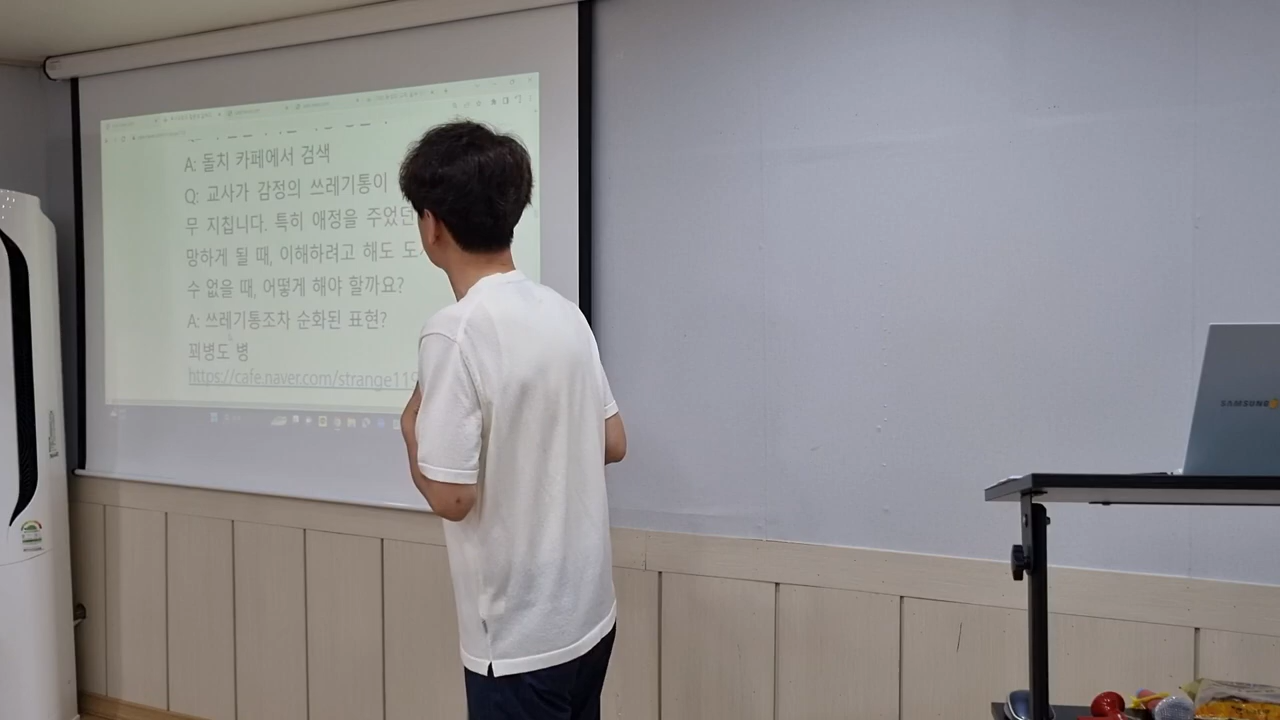 A: 돌치 카페에서 검색
Q: 교사가 감정의 쓰레기통이
무 지칩니다. 특히 애정을 주었던
망하게 될 때, 이해하려고 해도 도
수 없을 때, 어떻게 해야 할까요?
A: 쓰레기통조차 순화된 표현?
꾀병도 병
https://cafe.naver.com/strange119
SAMSUNG